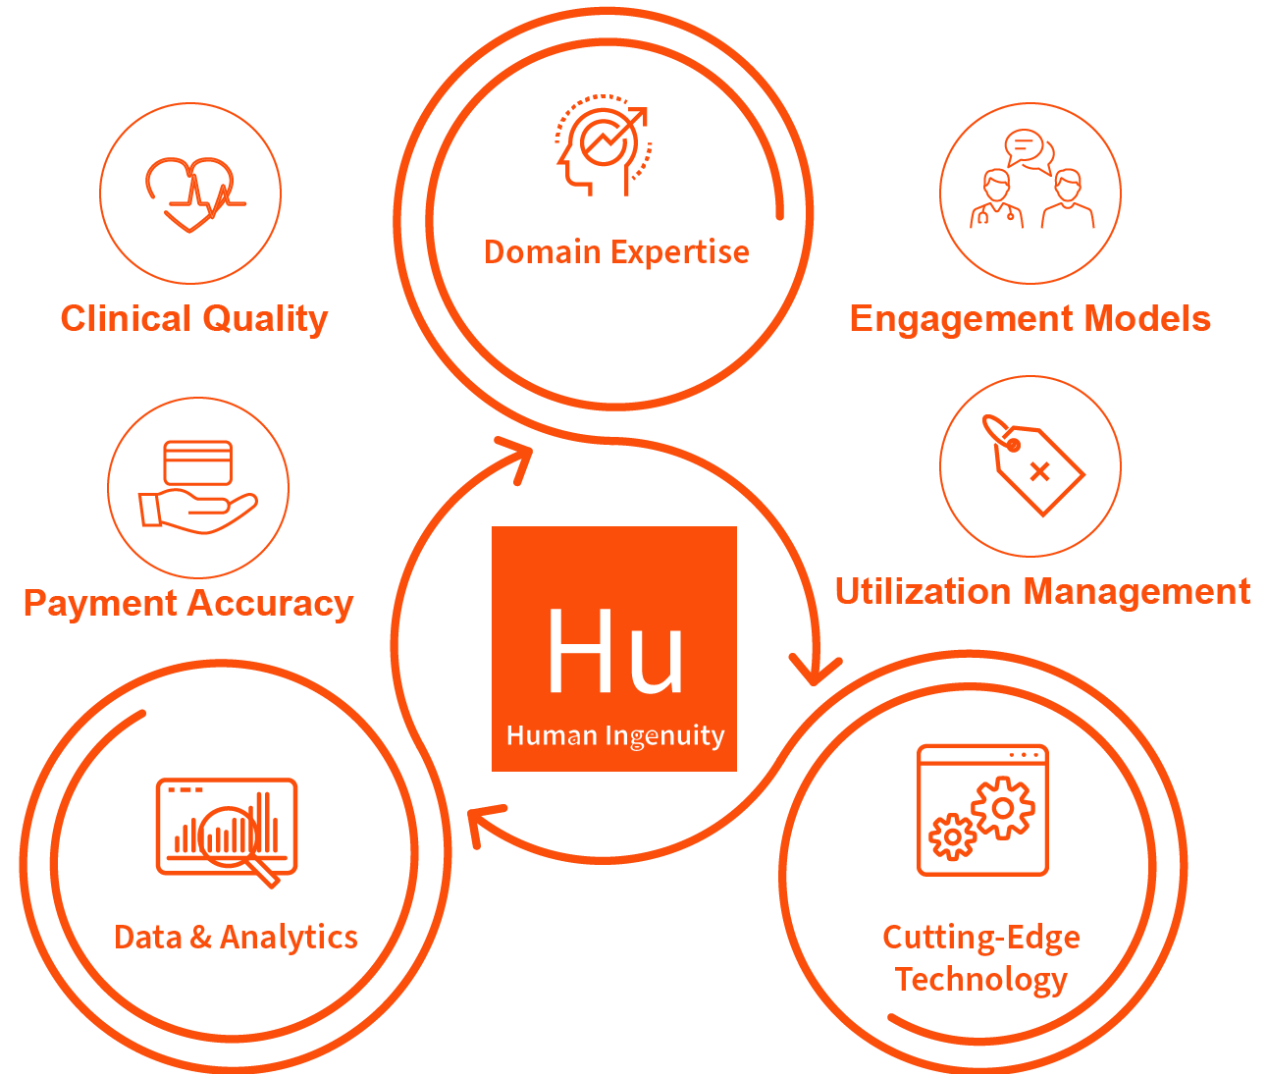 Domain Expertise
Clinical Quality
Engagement Models
Payment Accuracy
Utilization Management
Hu
Human Ingenuity
Data & Analytics
Cutting-Edge
Technology